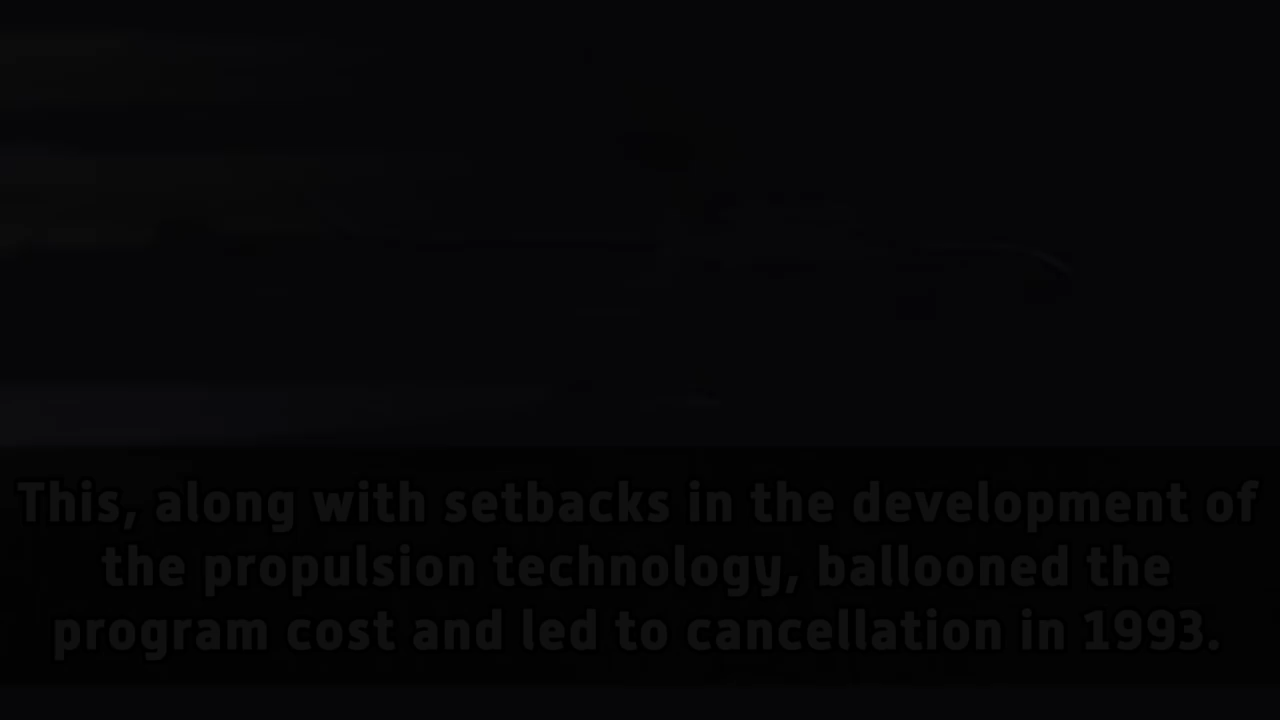 This, along with setbacks in the development of
the propulsion technology, ballooned the
program cost and led to cancellation in 1993.